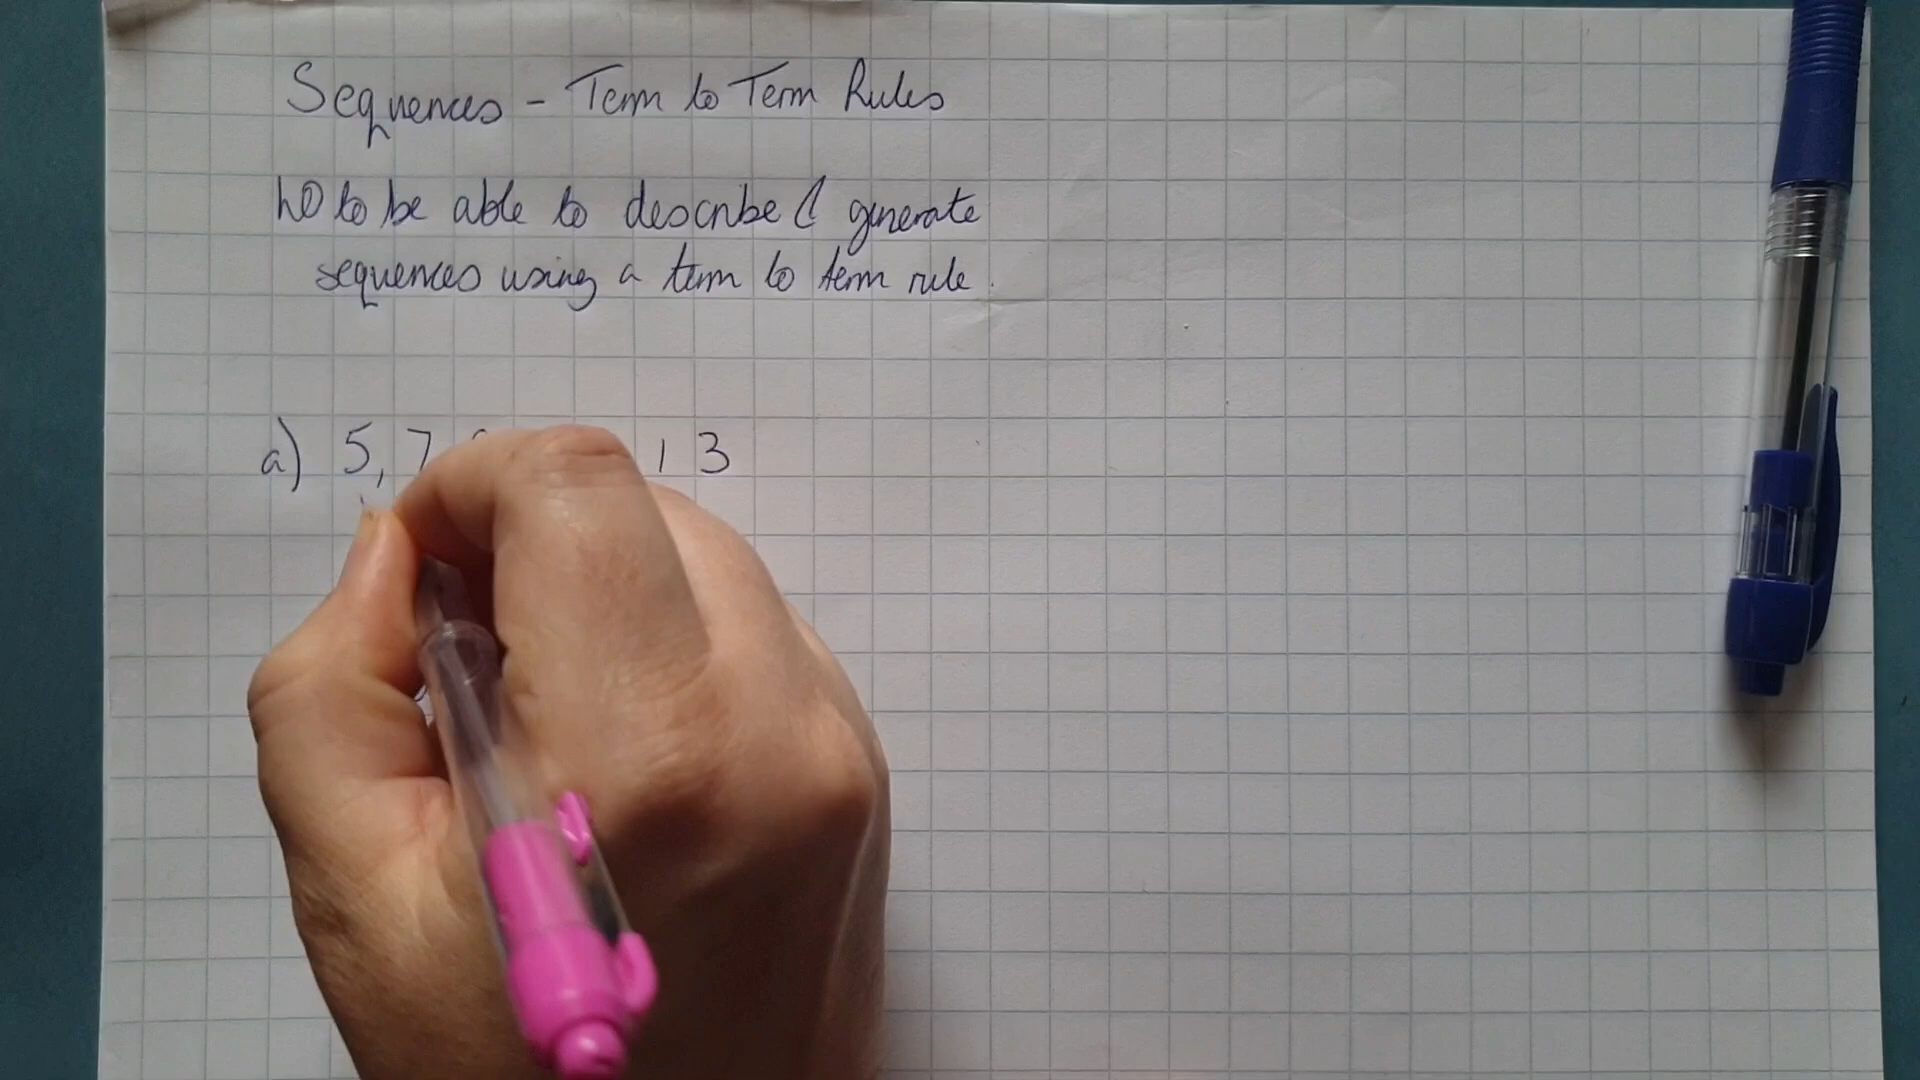 Sequences - Term to Term Rules
LO to be able to describe & generate
sequences using a term to term rule.
a) 5, 7 13